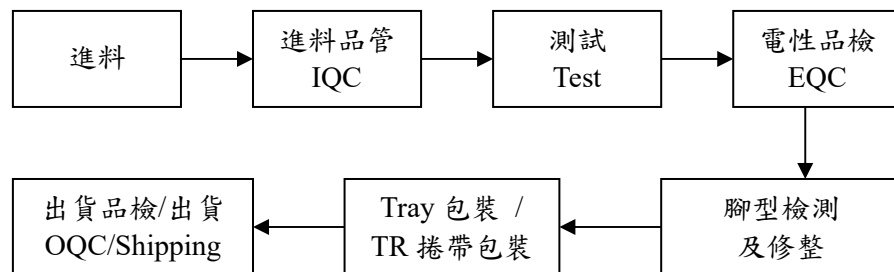 進料
進料品管
IQC
測試
Test
電性品檢
EQC
腳型檢測
及修整
Tray 包裝 /
TR 捲帶包裝
出貨品檢/出貨
OQC/Shipping